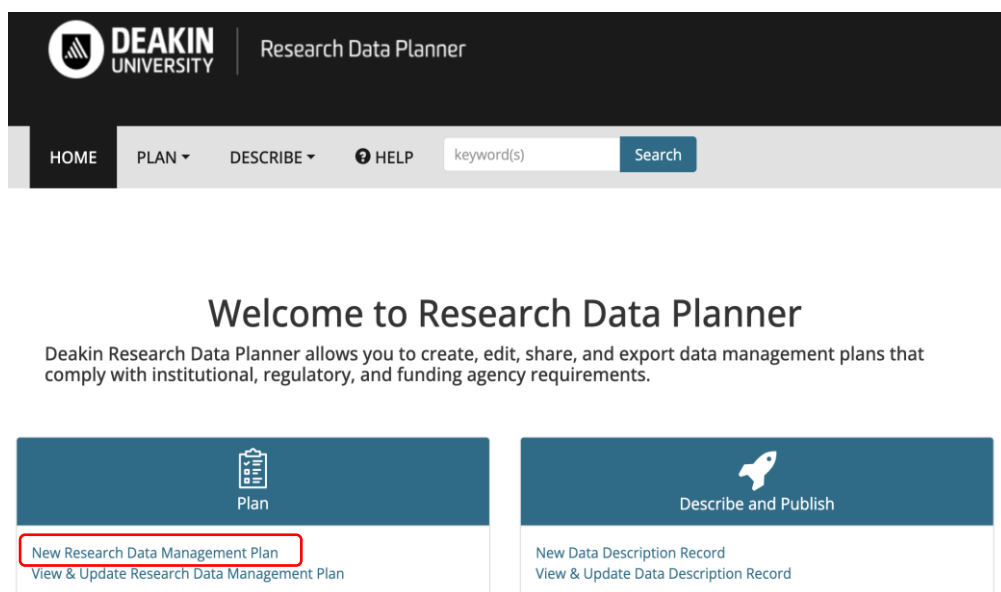 DEAKIN
UNIVERSITY
Research Data Planner
HOME PLAN DESCRIBE HELP keyword(s) Search
Welcome to Research Data Planner
Deakin Research Data Planner allows you to create, edit, share, and export data management plans that
comply with institutional, regulatory, and funding agency requirements.
Plan
New Research Data Management Plan
View & Update Research Data Management Plan
Describe and Publish
New Data Description Record
View & Update Data Description Record